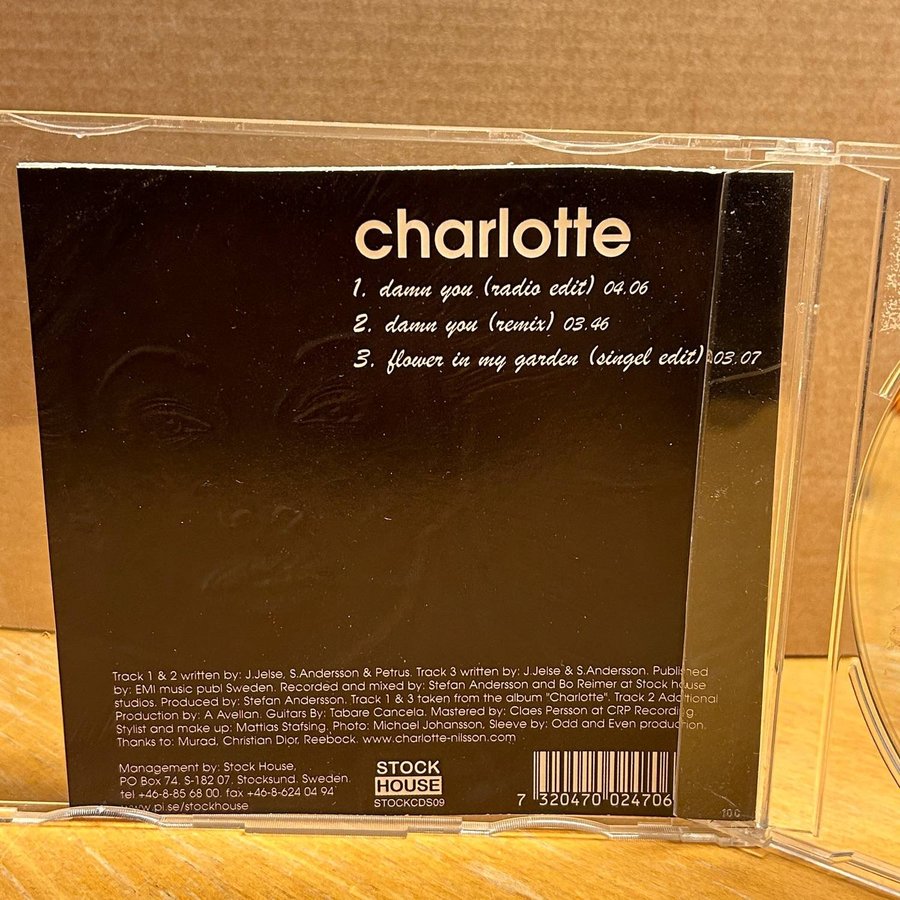 charlotte
1. damn you (radio edit) 04.06
2. damn you (remix) 03.46
3. flower in my garden (singel edit) 03.07
Track 1 & 2 written by: J.Jelse, S.Andersson & Petrus. Track 3 written by: J.Jelse & S.Andersson. Published
by: EMI music publ Sweden. Recorded and mixed by: Stefan Andersson and Bo Reimer at Stock house
studios. Produced by: Stefan Andersson. Track 1 & 3 taken from the album "Charlotte". Track 2 Additional
Production by: A Avellan. Guitars By: Tabare Cancela. Mastered by: Claes Persson at CRP Recording.
Stylist and make up: Mattias Stafsing. Photo: Michael Johansson, Sleeve by: Odd and Even production.
Thanks to: Murad, Christian Dior, Reebock. www.charlotte-nilsson.com
Management by: Stock House,
PO Box 74. S-182 07. Stocksund. Sweden.
tel +46-8-85 68 00. fax +46-8-624 04 94
www.pi.se/stockhouse
STOCK
HOUSE
STOCKCDS09
7 320470 024706